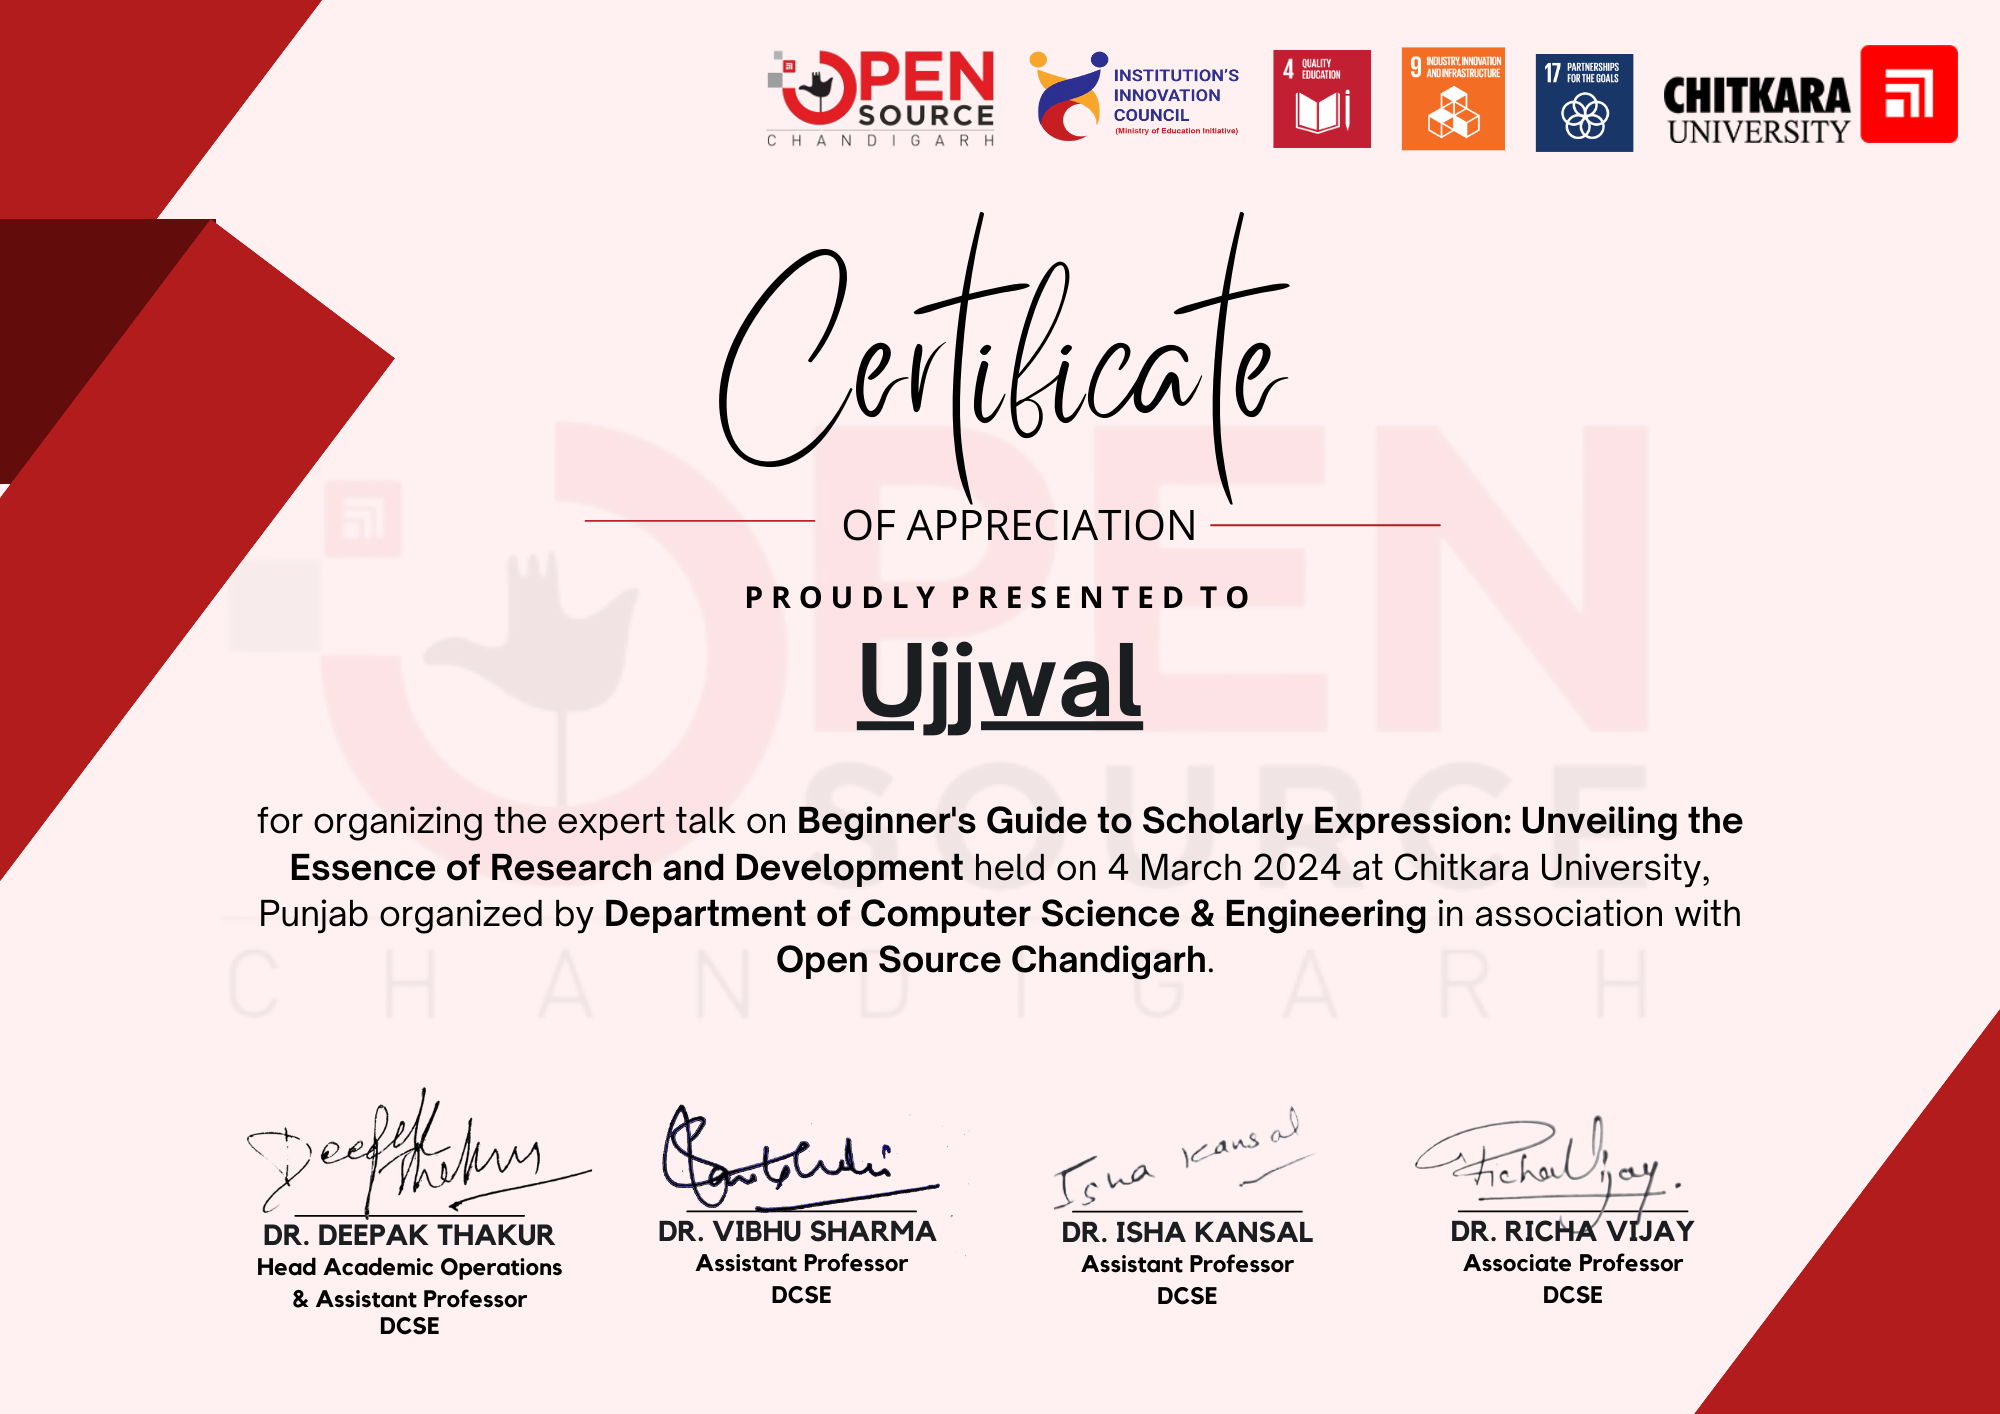 OPEN
SOURCE
CHANDIGARH
INSTITUTION'S
INNOVATION
COUNCIL
(Ministry of Education Initiative)
4 QUALITY
EDUCATION
9 INDUSTRY, INNOVATION
AND INFRASTRUCTURE
17 PARTNERSHIPS
FOR THE GOALS
CHITKARA
UNIVERSITY
Certificate
OF APPRECIATION
PROUDLY PRESENTED TO
Ujjwal
for organizing the expert talk on Beginner's Guide to Scholarly Expression: Unveiling the
Essence of Research and Development held on 4 March 2024 at Chitkara University,
Punjab organized by Department of Computer Science & Engineering in association with
Open Source Chandigarh.
OPEN
SOURCE
CHANDIGARH
Deepak Thakur
Isha Kansal
Richa Vijay.
DR. DEEPAK THAKUR
Head Academic Operations
& Assistant Professor
DCSE
DR. VIBHU SHARMA
Assistant Professor
DCSE
DR. ISHA KANSAL
Assistant Professor
DCSE
DR. RICHA VIJAY
Associate Professor
DCSE